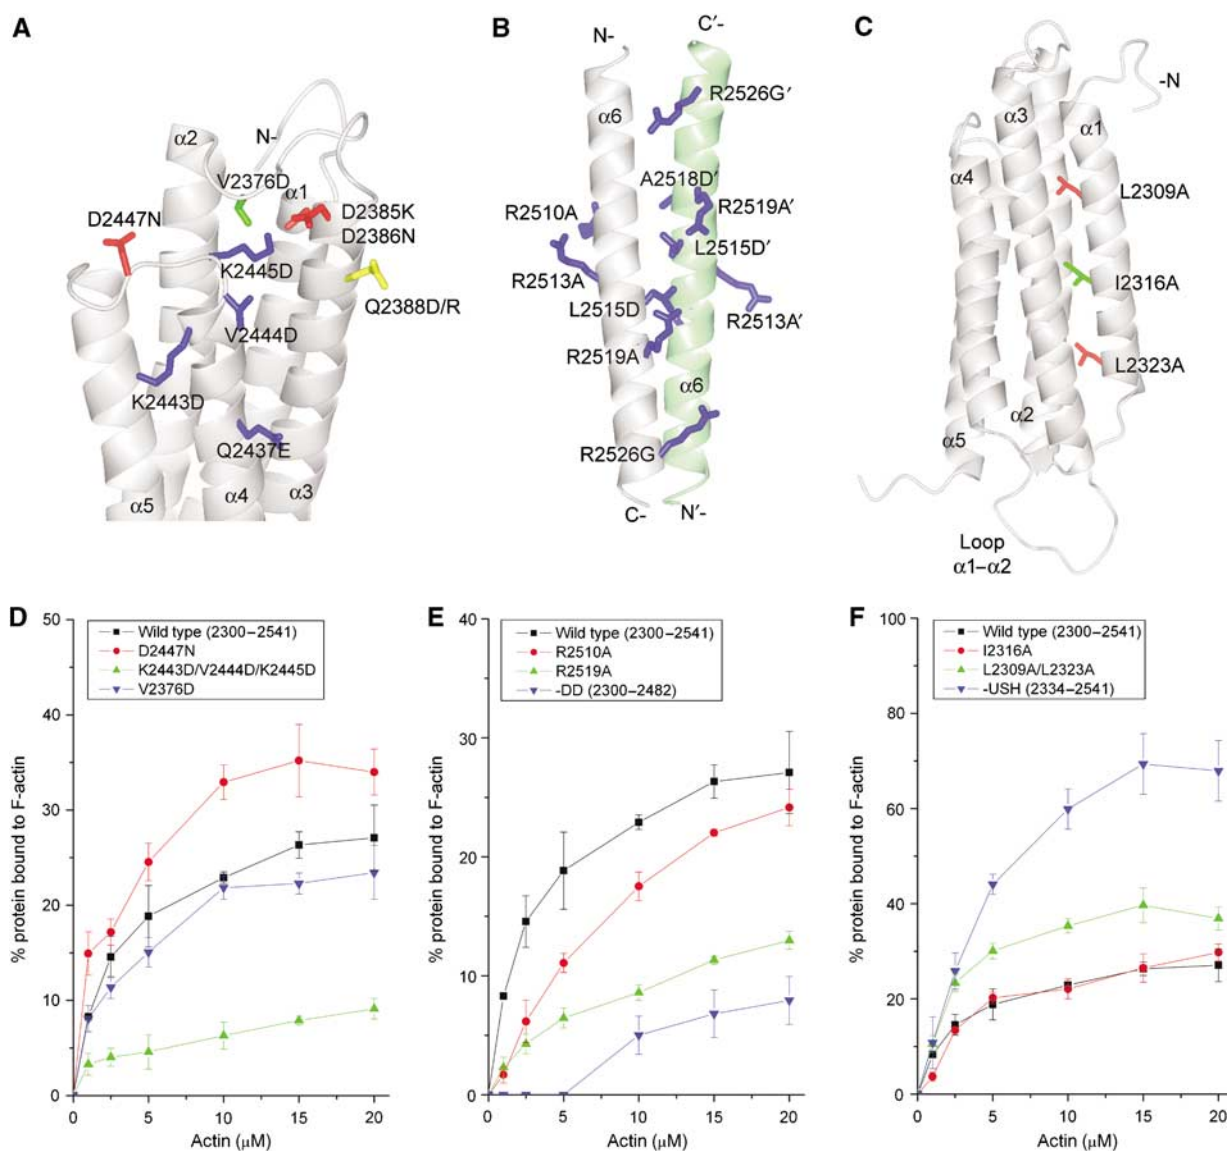 A
N-
α2
V2376D
α1
D2447N
D2385K
D2386N
K2445D
Q2388D/R
V2444D
K2443D
Q2437E
α5
α4
α3
B
N-
C′-
α6
R2526G′
A2518D′
R2510A
R2519A′
L2515D′
R2513A
L2515D
R2513A′
R2519A
α6
R2526G
C-
N′-
C
-N
α3
α1
α4
L2309A
I2316A
L2323A
α2
α5
Loop
α1–α2
D
50
40
30
20
10
0
% protein bound to F-actin
Wild type (2300–2541)
D2447N
K2443D/V2444D/K2445D
V2376D
0 5 10 15 20
Actin (μM)
E
40
30
20
10
0
% protein bound to F-actin
Wild type (2300–2541)
R2510A
R2519A
-DD (2300–2482)
0 5 10 15 20
Actin (μM)
F
100
80
60
40
20
0
% protein bound to F-actin
Wild type (2300–2541)
I2316A
L2309A/L2323A
-USH (2334–2541)
0 5 10 15 20
Actin (μM)